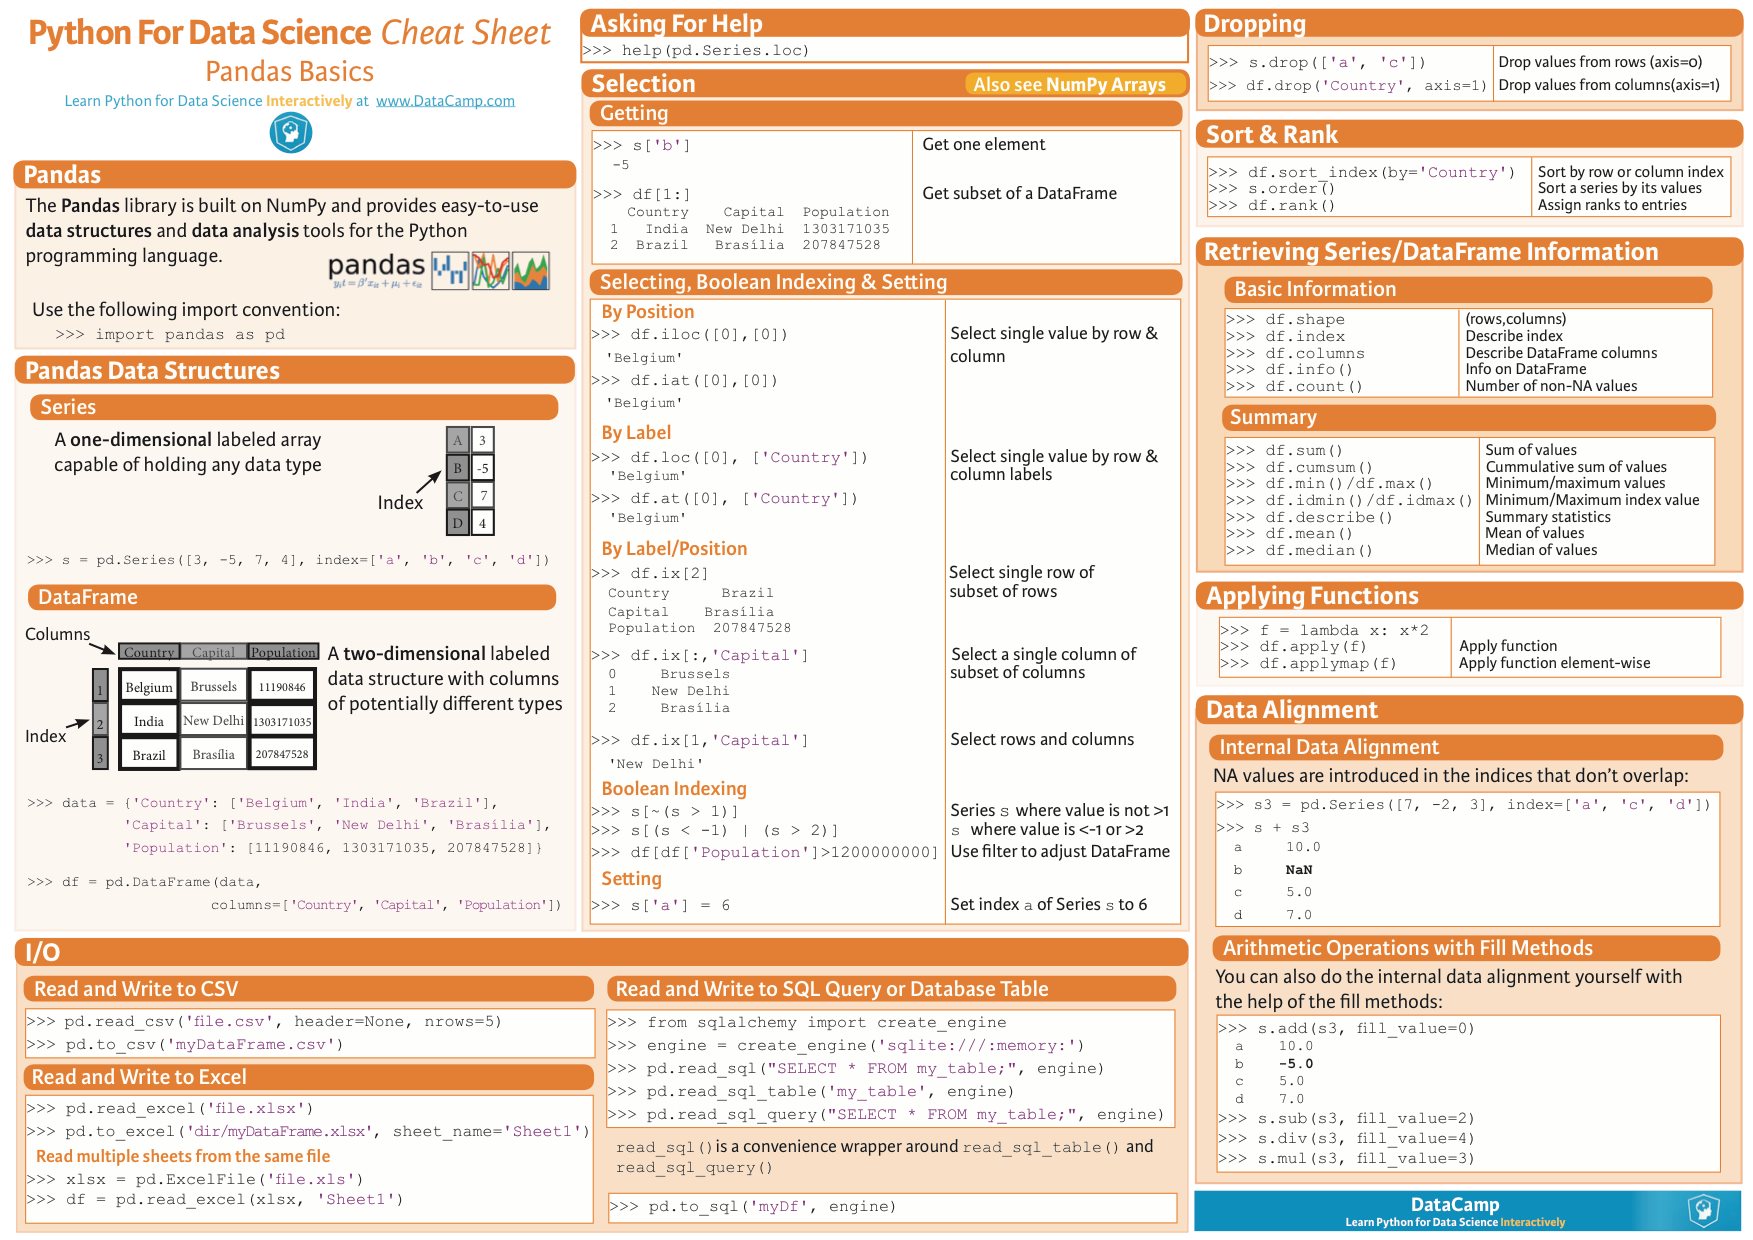 Python For Data Science Cheat Sheet
Pandas Basics
Learn Python for Data Science Interactively at www.DataCamp.com
Pandas
The Pandas library is built on NumPy and provides easy-to-use
data structures and data analysis tools for the Python
programming language.
pandas
Use the following import convention:
>>> import pandas as pd
Pandas Data Structures
Series
A one-dimensional labeled array
capable of holding any data type
A 3
B -5
C 7
D 4
Index
>>> s = pd.Series([3, -5, 7, 4], index=['a', 'b', 'c', 'd'])
DataFrame
Columns
Country Capital Population
1 Belgium Brussels 11190846
2 India New Delhi 1303171035
3 Brazil Brasília 207847528
Index
A two-dimensional labeled
data structure with columns
of potentially different types
>>> data = {'Country': ['Belgium', 'India', 'Brazil'],
'Capital': ['Brussels', 'New Delhi', 'Brasília'],
'Population': [11190846, 1303171035, 207847528]}
>>> df = pd.DataFrame(data,
columns=['Country', 'Capital', 'Population'])
Asking For Help
>>> help(pd.Series.loc)
Selection
Also see NumPy Arrays
Getting
>>> s['b'] Get one element
-5
>>> df[1:] Get subset of a DataFrame
Country Capital Population
1 India New Delhi 1303171035
2 Brazil Brasília 207847528
Selecting, Boolean Indexing & Setting
By Position
>>> df.iloc([0],[0]) Select single value by row &
'Belgium' column
>>> df.iat([0],[0])
'Belgium'
By Label
>>> df.loc([0], ['Country']) Select single value by row &
'Belgium' column labels
>>> df.at([0], ['Country'])
'Belgium'
By Label/Position
>>> df.ix[2] Select single row of
Country Brazil subset of rows
Capital Brasília
Population 207847528
>>> df.ix[:,'Capital'] Select a single column of
0 Brussels subset of columns
1 New Delhi
2 Brasília
>>> df.ix[1,'Capital'] Select rows and columns
'New Delhi'
Boolean Indexing
>>> s[~(s > 1)] Series s where value is not >1
>>> s[(s < -1) | (s > 2)] s where value is <-1 or >2
>>> df[df['Population']>1200000000] Use filter to adjust DataFrame
Setting
>>> s['a'] = 6 Set index a of Series s to 6
I/O
Read and Write to CSV
>>> pd.read_csv('file.csv', header=None, nrows=5)
>>> pd.to_csv('myDataFrame.csv')
Read and Write to Excel
>>> pd.read_excel('file.xlsx')
>>> pd.to_excel('dir/myDataFrame.xlsx', sheet_name='Sheet1')
Read multiple sheets from the same file
>>> xlsx = pd.ExcelFile('file.xls')
>>> df = pd.read_excel(xlsx, 'Sheet1')
Read and Write to SQL Query or Database Table
>>> from sqlalchemy import create_engine
>>> engine = create_engine('sqlite:///:memory:')
>>> pd.read_sql("SELECT * FROM my_table;", engine)
>>> pd.read_sql_table('my_table', engine)
>>> pd.read_sql_query("SELECT * FROM my_table;", engine)
read_sql() is a convenience wrapper around read_sql_table() and
read_sql_query()
>>> pd.to_sql('myDf', engine)
Dropping
>>> s.drop(['a', 'c']) Drop values from rows (axis=0)
>>> df.drop('Country', axis=1) Drop values from columns(axis=1)
Sort & Rank
>>> df.sort_index(by='Country') Sort by row or column index
>>> s.order() Sort a series by its values
>>> df.rank() Assign ranks to entries
Retrieving Series/DataFrame Information
Basic Information
>>> df.shape (rows,columns)
>>> df.index Describe index
>>> df.columns Describe DataFrame columns
>>> df.info() Info on DataFrame
>>> df.count() Number of non-NA values
Summary
>>> df.sum() Sum of values
>>> df.cumsum() Cummulative sum of values
>>> df.min()/df.max() Minimum/maximum values
>>> df.idmin()/df.idmax() Minimum/Maximum index value
>>> df.describe() Summary statistics
>>> df.mean() Mean of values
>>> df.median() Median of values
Applying Functions
>>> f = lambda x: x*2
>>> df.apply(f) Apply function
>>> df.applymap(f) Apply function element-wise
Data Alignment
Internal Data Alignment
NA values are introduced in the indices that don't overlap:
>>> s3 = pd.Series([7, -2, 3], index=['a', 'c', 'd'])
>>> s + s3
a 10.0
b NaN
c 5.0
d 7.0
Arithmetic Operations with Fill Methods
You can also do the internal data alignment yourself with
the help of the fill methods:
>>> s.add(s3, fill_value=0)
a 10.0
b -5.0
c 5.0
d 7.0
>>> s.sub(s3, fill_value=2)
>>> s.div(s3, fill_value=4)
>>> s.mul(s3, fill_value=3)
DataCamp
Learn Python for Data Science Interactively